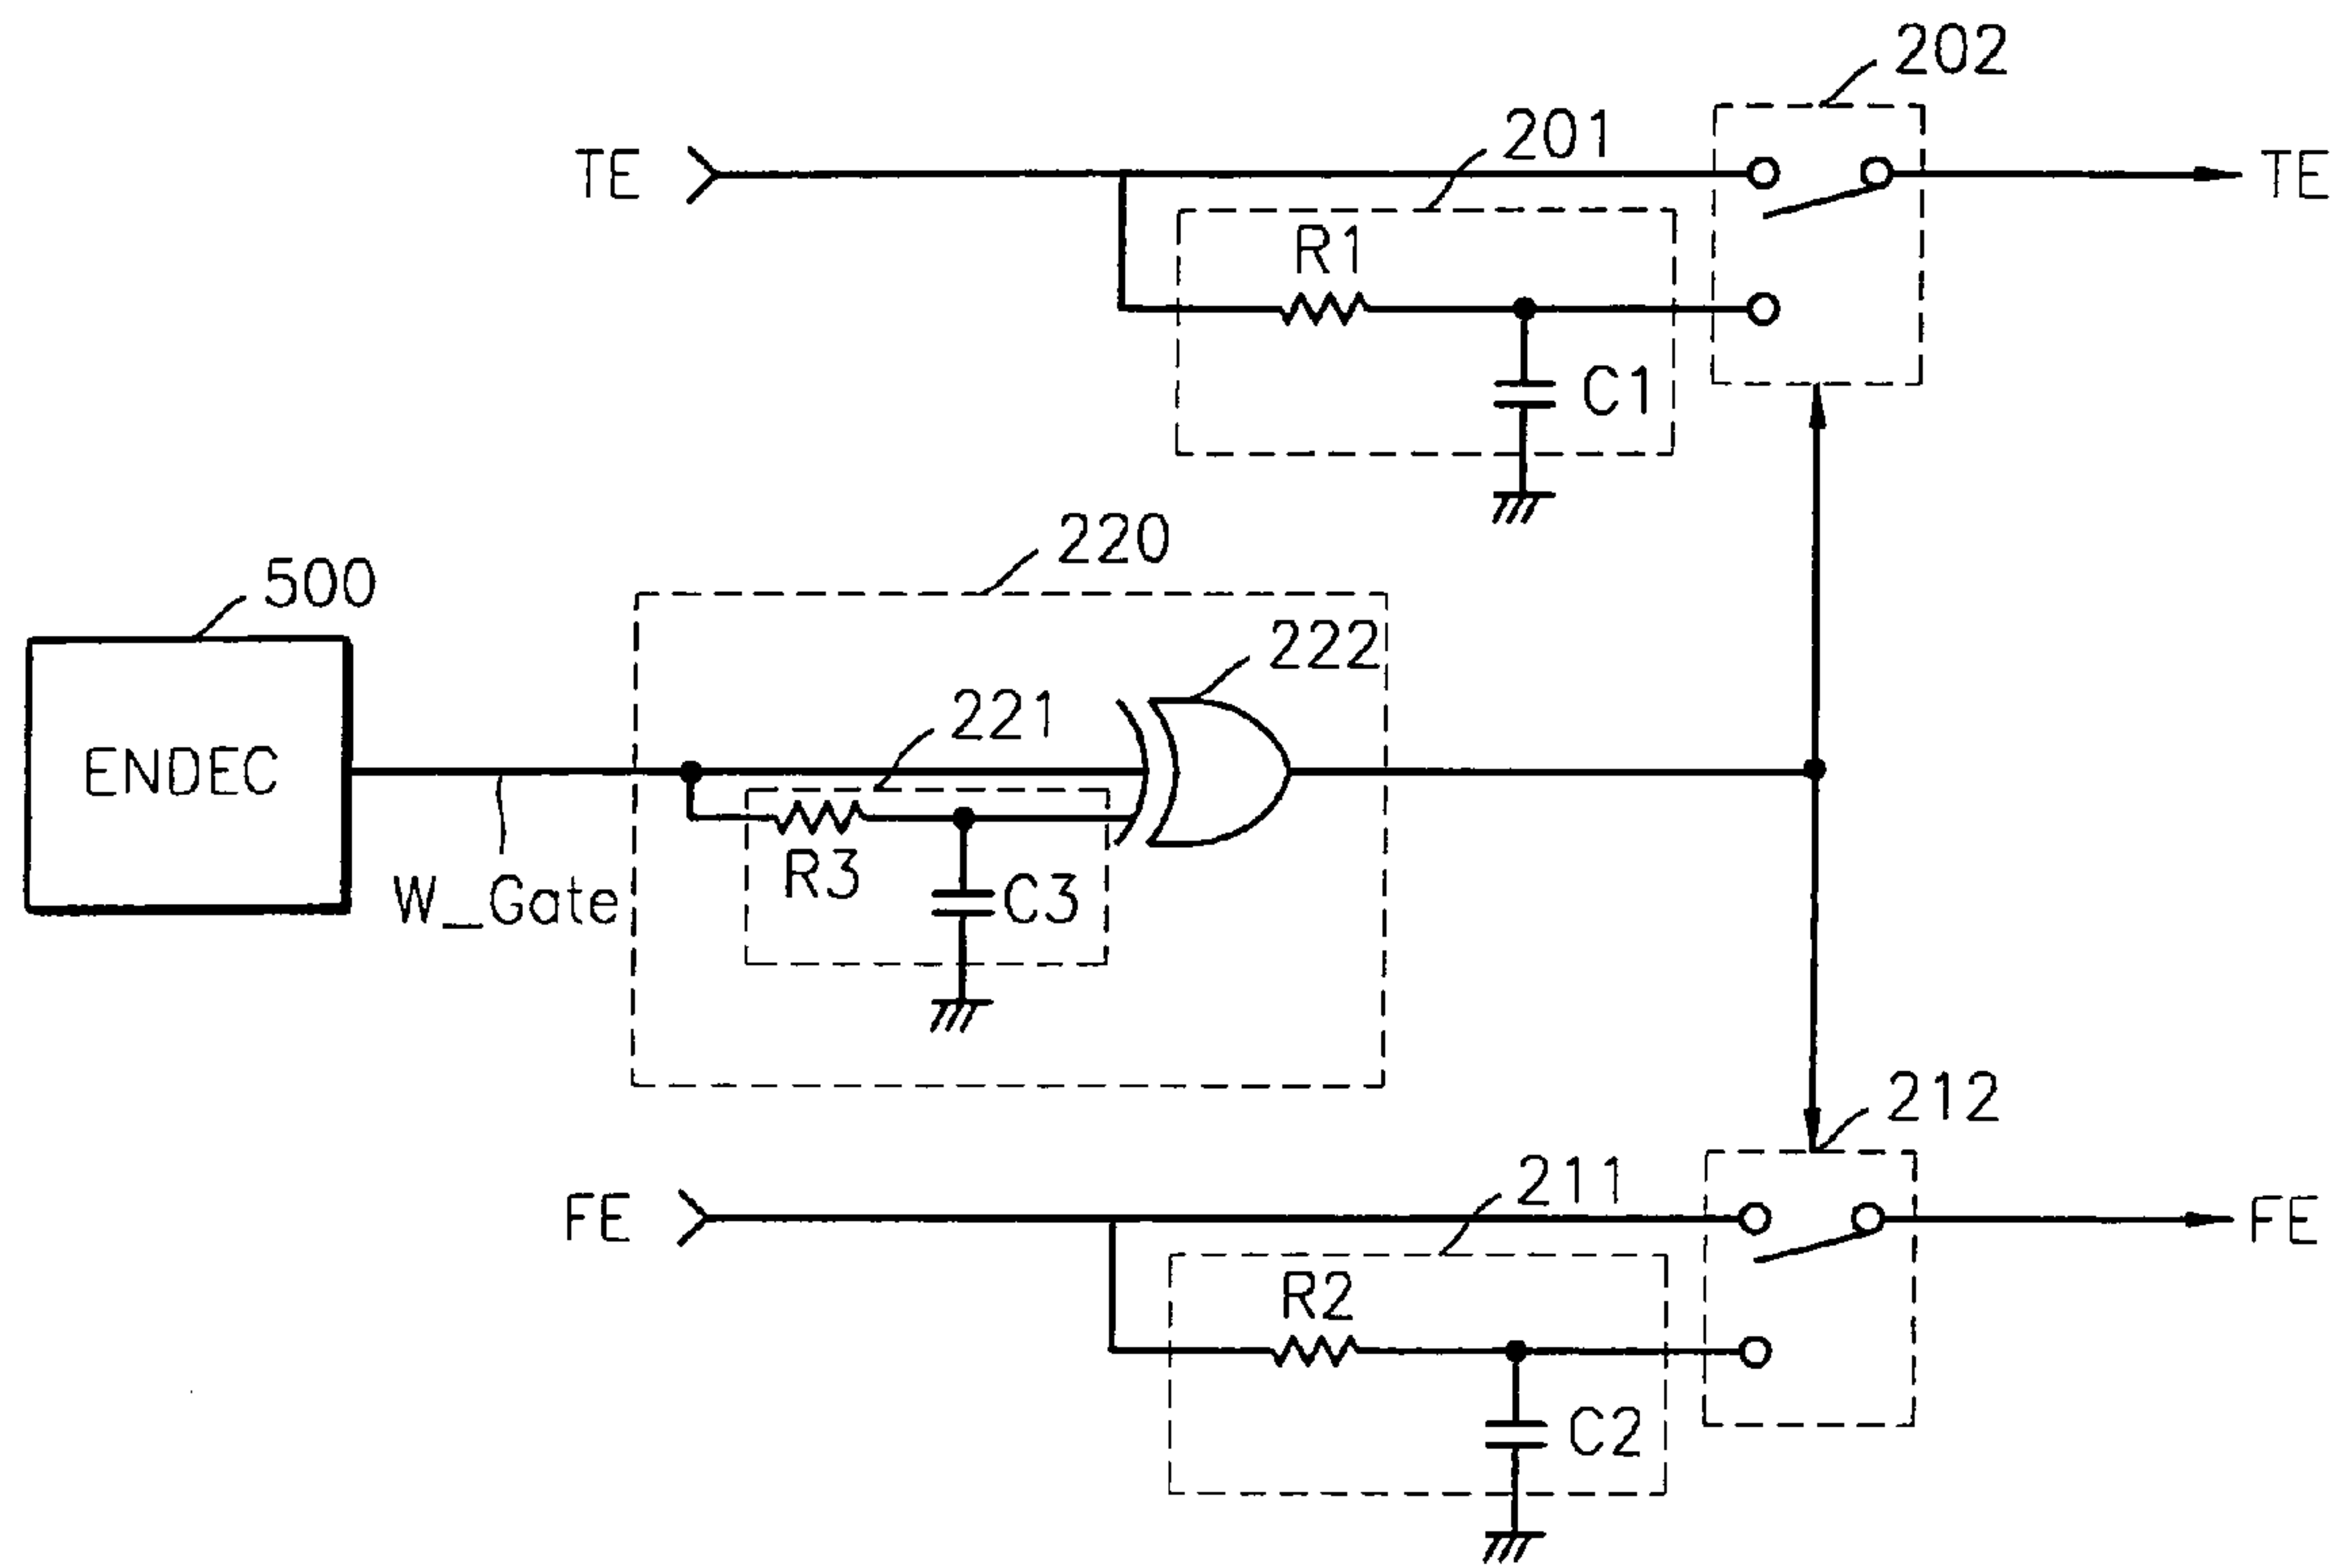 202
201
TE
TE
R1
C1
220
500
222
221
ENDEC
R3
C3
W_Gate
212
211
FE
FE
R2
C2